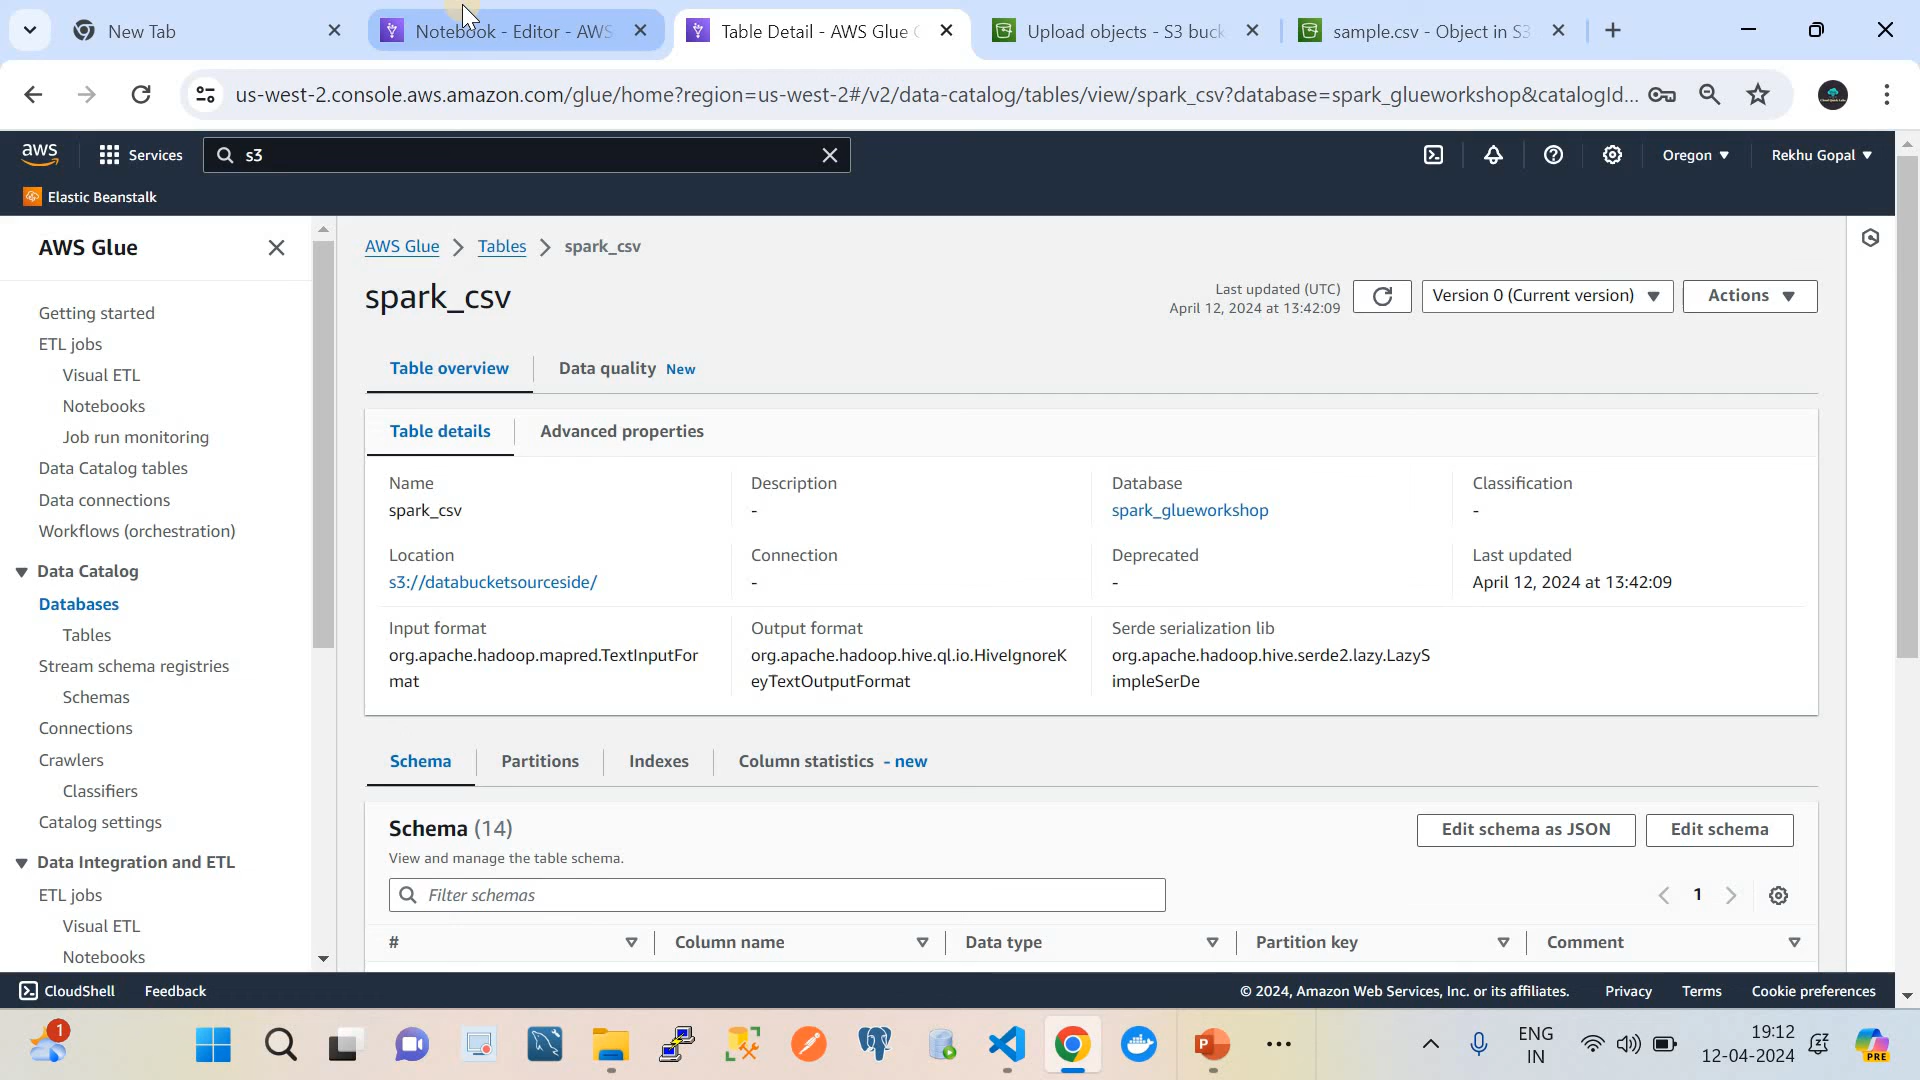 New Tab
Notebook - Editor - AWS
Table Detail - AWS Glue
Upload objects - S3 buck
sample.csv - Object in S3
us-west-2.console.aws.amazon.com/glue/home?region=us-west-2#/v2/data-catalog/tables/view/spark_csv?database=spark_glueworkshop&catalogId...
aws
Services
s3
Oregon
Rekhu Gopal
Elastic Beanstalk
AWS Glue
Getting started
ETL jobs
Visual ETL
Notebooks
Job run monitoring
Data Catalog tables
Data connections
Workflows (orchestration)
Data Catalog
Databases
Tables
Stream schema registries
Schemas
Connections
Crawlers
Classifiers
Catalog settings
Data Integration and ETL
ETL jobs
Visual ETL
Notebooks
AWS Glue
Tables
spark_csv
spark_csv
Last updated (UTC)
April 12, 2024 at 13:42:09
Version 0 (Current version)
Actions
Table overview
Data quality New
Table details
Advanced properties
Name
spark_csv
Description
-
Database
spark_glueworkshop
Classification
-
Location
s3://databucketsourceside/
Connection
-
Deprecated
-
Last updated
April 12, 2024 at 13:42:09
Input format
org.apache.hadoop.mapred.TextInputFor
mat
Output format
org.apache.hadoop.hive.ql.io.HiveIgnoreK
eyTextOutputFormat
Serde serialization lib
org.apache.hadoop.hive.serde2.lazy.LazyS
impleSerDe
Schema
Partitions
Indexes
Column statistics - new
Schema (14)
View and manage the table schema.
Edit schema as JSON
Edit schema
Filter schemas
1
#
Column name
Data type
Partition key
Comment
CloudShell
Feedback
© 2024, Amazon Web Services, Inc. or its affiliates.
Privacy
Terms
Cookie preferences
1
ENG
IN
19:12
12-04-2024
PRE